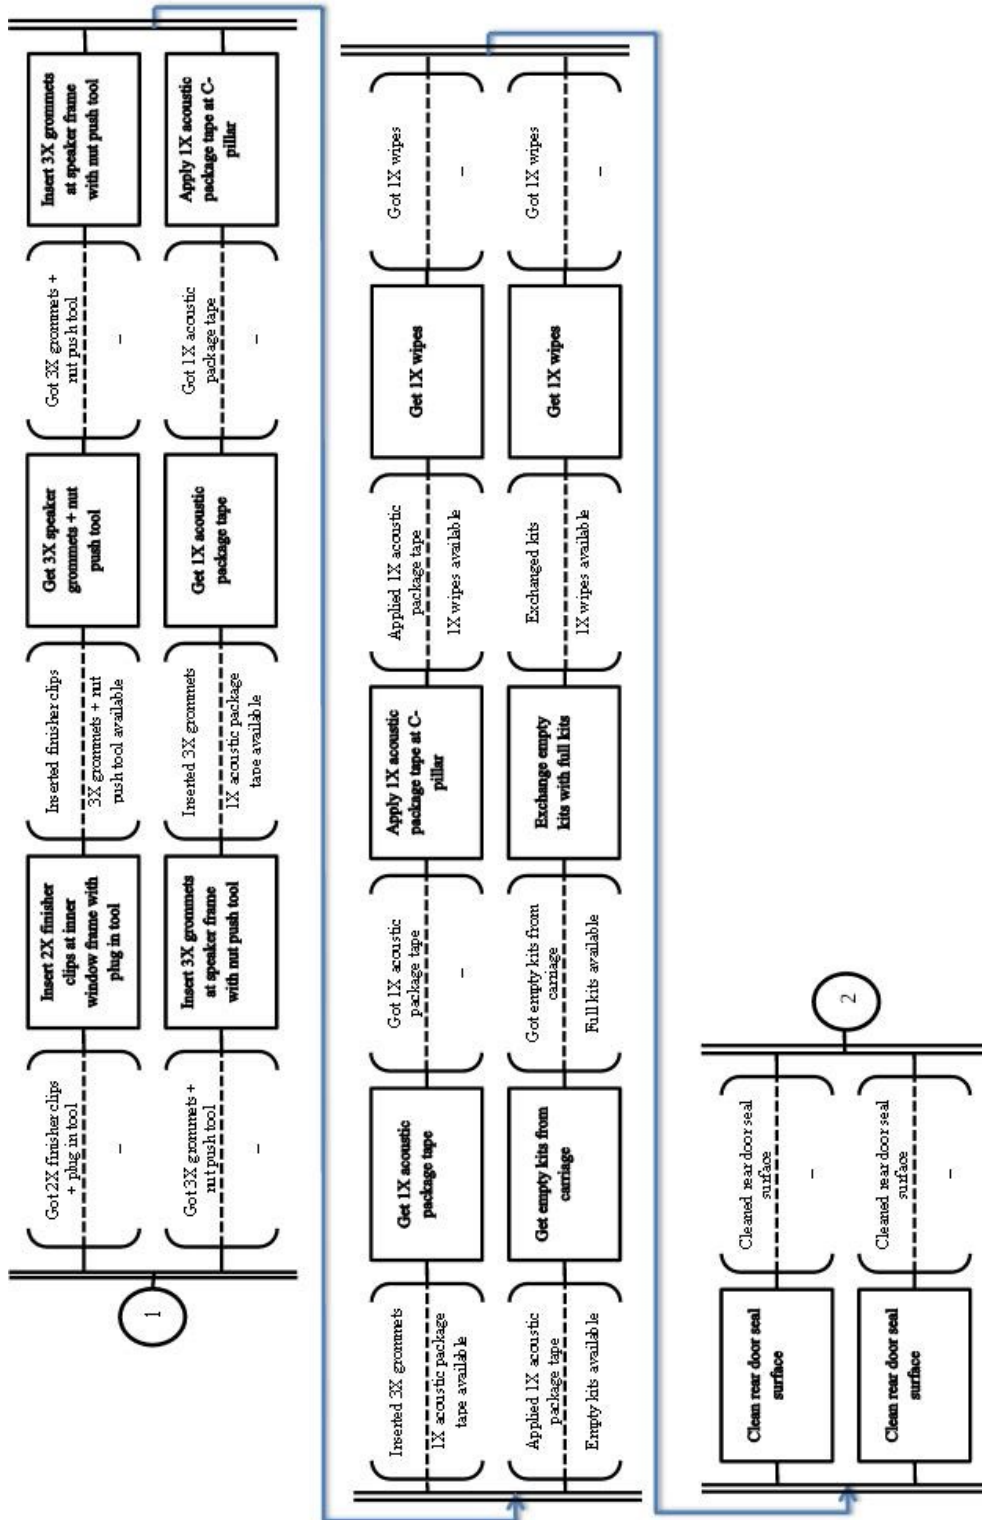 1
Got 2X finisher clips
+ plug in tool
–
Insert 2X finisher
clips at inner
window frame with
plug in tool
Inserted finisher clips
3X grommets + nut
push tool available
Get 3X speaker
grommets + nut
push tool
Got 3X grommets +
nut push tool
–
Insert 3X grommets
at speaker frame
with nut push tool
Got 3X grommets +
nut push tool
–
Insert 3X grommets
at speaker frame
with nut push tool
Inserted 3X grommets
1X acoustic package
tape available
Get 1X acoustic
package tape
Got 1X acoustic
package tape
–
Apply 1X acoustic
package tape at C-
pillar
Inserted 3X grommets
1X acoustic package
tape available
Get 1X acoustic
package tape
Got 1X acoustic
package tape
–
Apply 1X acoustic
package tape at C-
pillar
Applied 1X acoustic
package tape
1X wipes available
Get 1X wipes
Got 1X wipes
–
Applied 1X acoustic
package tape
Empty kits available
Get empty kits from
carriage
Got empty kits from
carriage
Full kits available
Exchange empty
kits with full kits
Exchanged kits
1X wipes available
Get 1X wipes
Got 1X wipes
–
Clean rear door seal
surface
Cleaned rear door seal
surface
–
Clean rear door seal
surface
Cleaned rear door seal
surface
–
2